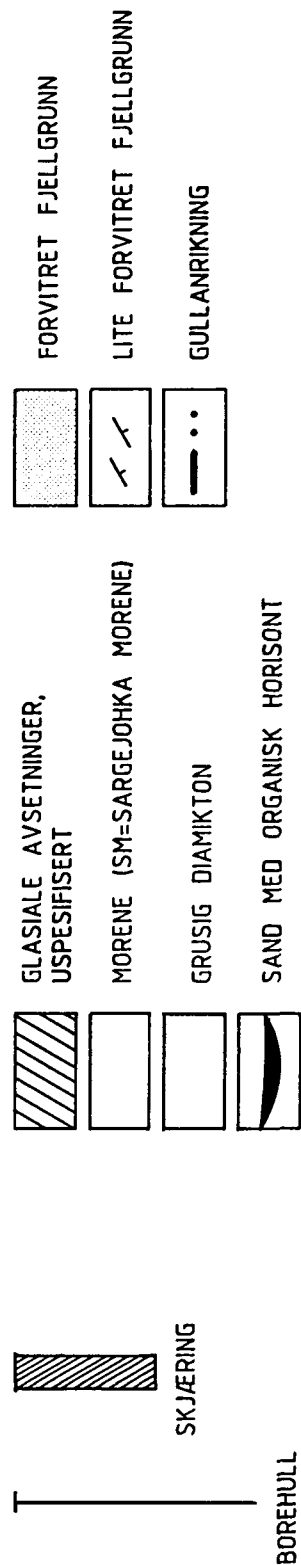 BOREHULL
SKJÆRING
GLASIALE AVSETNINGER,
USPESIFISERT
MORENE (SM=SARGEJOHKA MORENE)
GRUSIG DIAMIKTON
SAND MED ORGANISK HORISONT
FORVITRET FJELLGRUNN
LITE FORVITRET FJELLGRUNN
GULLANRIKNING